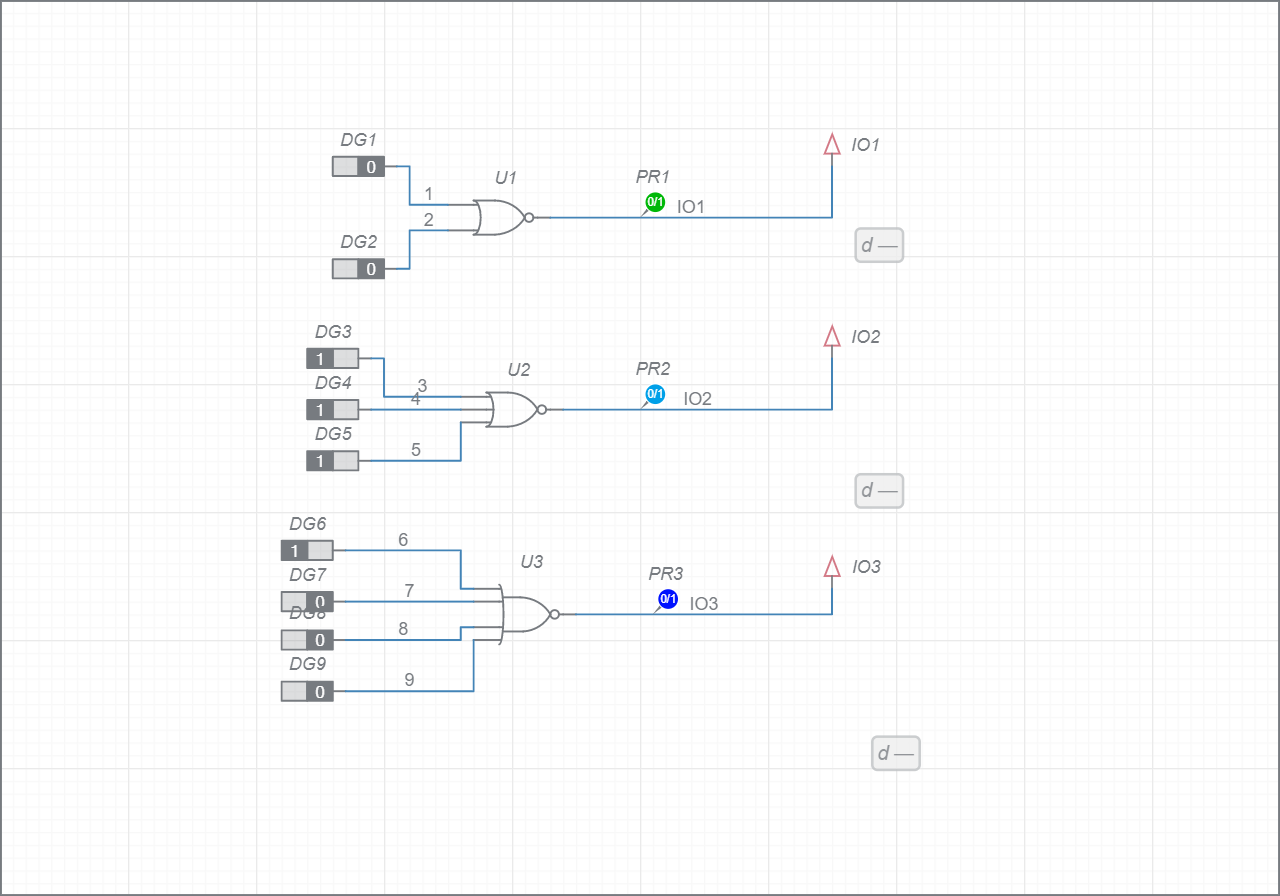 DG1
0
1
U1
PR1
0/1
IO1
IO1
2
DG2
0
d —
DG3
1
DG4
1
3
4
U2
PR2
0/1
IO2
IO2
DG5
1
5
d —
DG6
1
6
U3
DG7
0
7
PR3
0/1
IO3
IO3
DG8
0
8
DG9
0
9
d —